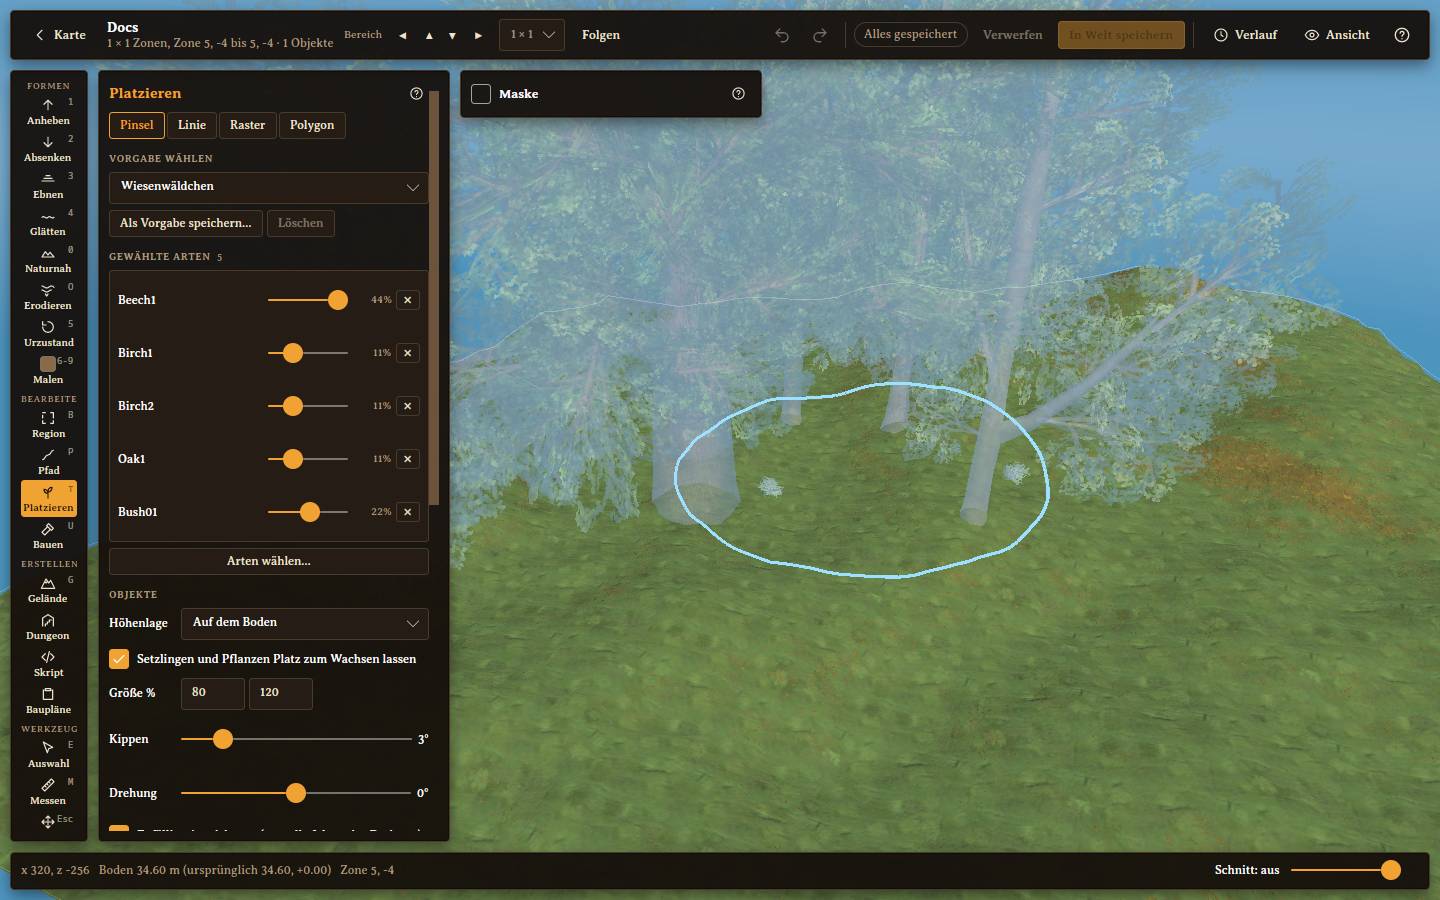 Karte
Docs
1 × 1 Zonen, Zone 5, -4 bis 5, -4 · 1 Objekte
Bereich
1 × 1
Folgen
Alles gespeichert
Verwerfen
In Welt speichern
Verlauf
Ansicht
FORMEN
1
Anheben
2
Absenken
3
Ebnen
4
Glätten
0
Naturnah
O
Erodieren
5
Urzustand
6-9
Malen
BEARBEITE
B
Region
P
Pfad
T
Platzieren
U
Bauen
ERSTELLEN
G
Gelände
Dungeon
Skript
Baupläne
WERKZEUG
E
Auswahl
M
Messen
Esc
Platzieren
Pinsel
Linie
Raster
Polygon
VORGABE WÄHLEN
Wiesenwäldchen
Als Vorgabe speichern...
Löschen
GEWÄHLTE ARTEN 5
Beech1 44%
Birch1 11%
Birch2 11%
Oak1 11%
Bush01 22%
Arten wählen...
OBJEKTE
Höhenlage
Auf dem Boden
Setzlingen und Pflanzen Platz zum Wachsen lassen
Größe % 80 120
Kippen 3°
Drehung 0°
Maske
x 320, z -256 Boden 34.60 m (ursprünglich 34.60, +0.00) Zone 5, -4
Schnitt: aus